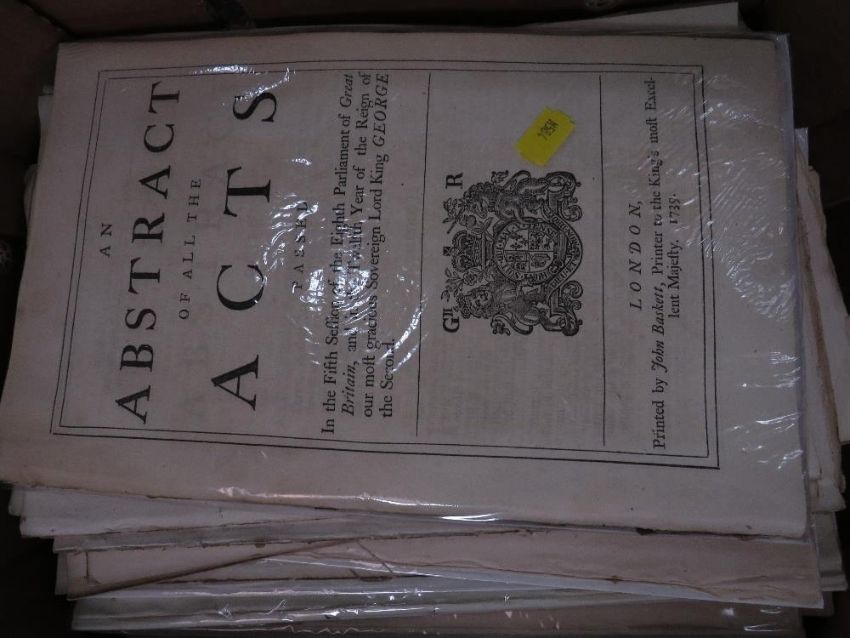 AN
ABSTRACT
OF ALL THE
ACTS
PASSED
In the Fifth Session of the Eighth Parliament of Great
Britain, and in the Twelfth Year of the Reign of
our most gracious Sovereign Lord King GEORGE
the Second.
GII R
LONDON,
Printed by John Baskett, Printer to the King's most Excel-
lent Majesty. 1739.